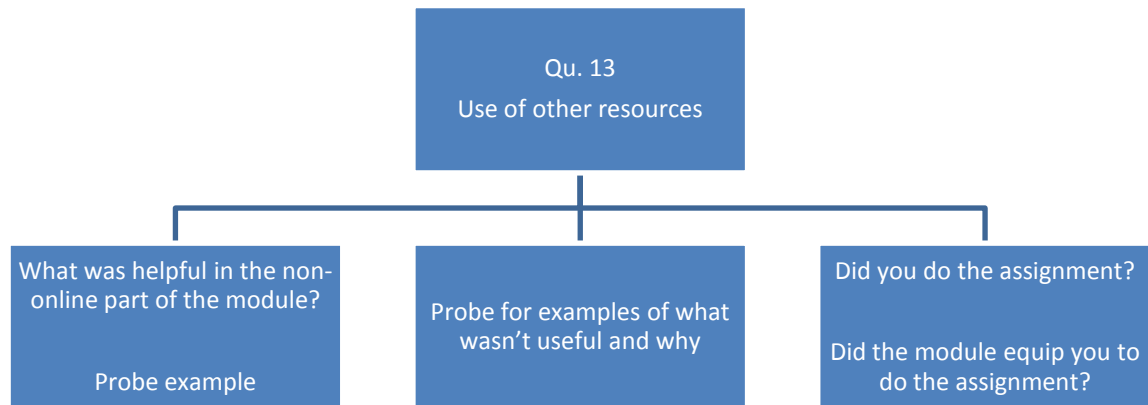 Qu. 13
Use of other resources
What was helpful in the non-
online part of the module?
Probe example
Probe for examples of what
wasn't useful and why
Did you do the assignment?
Did the module equip you to
do the assignment?